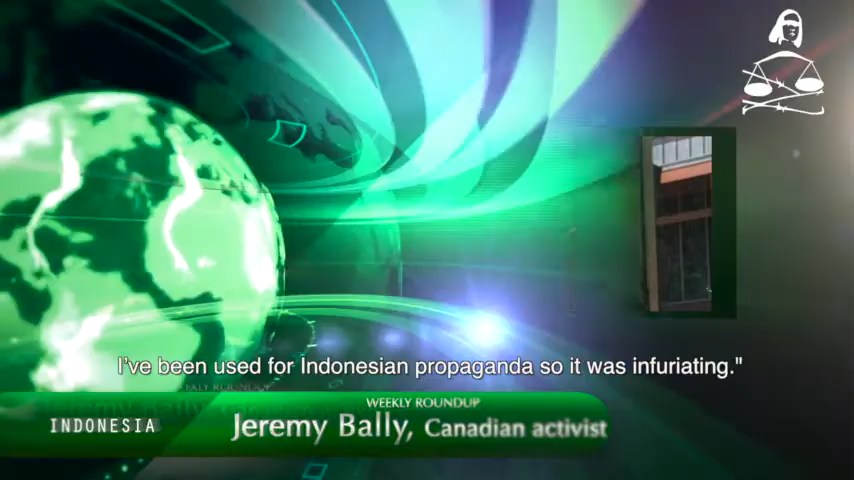 I've been used for Indonesian propaganda so it was infuriating."
WEEKLY ROUNDUP
INDONESIA
Jeremy Bally, Canadian activist